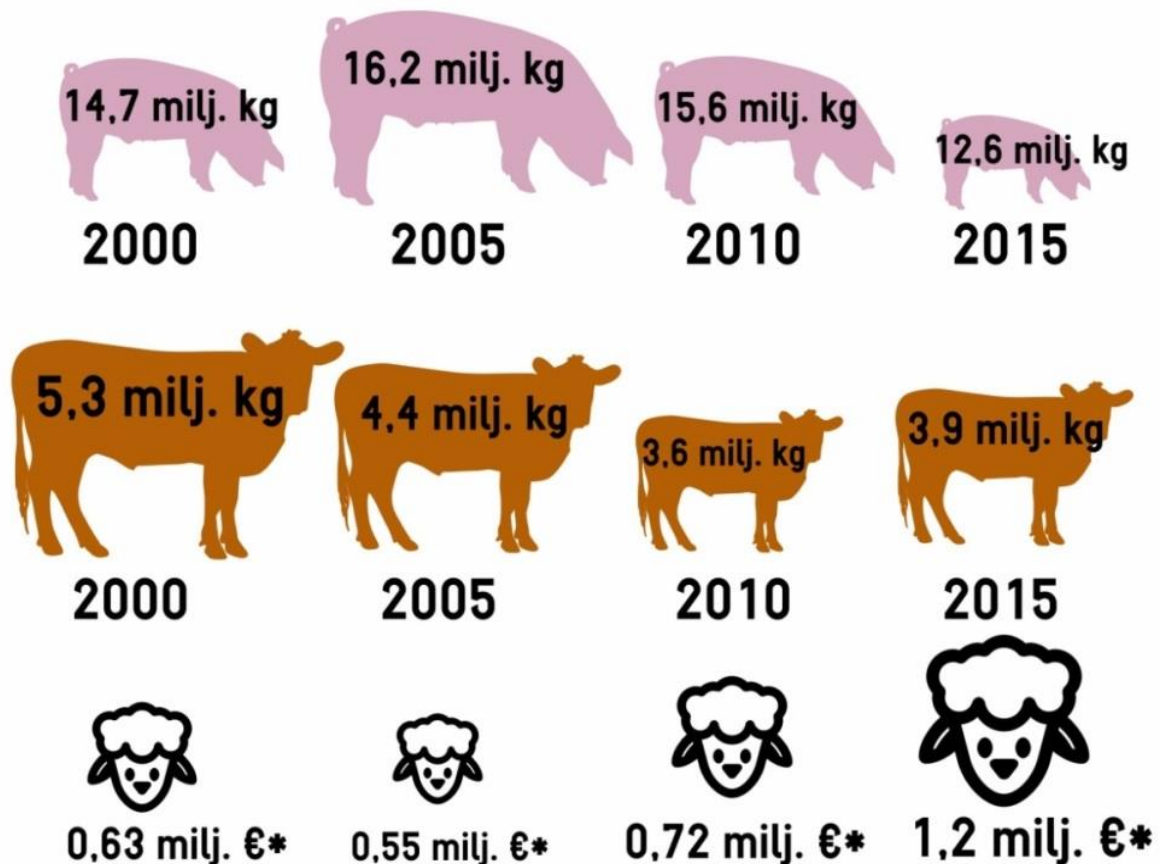 14,7 milj. kg 16,2 milj. kg 15,6 milj. kg 12,6 milj. kg
2000 2005 2010 2015
5,3 milj. kg 4,4 milj. kg 3,6 milj. kg 3,9 milj. kg
2000 2005 2010 2015
0,63 milj. €* 0,55 milj. €* 0,72 milj. €* 1,2 milj. €*